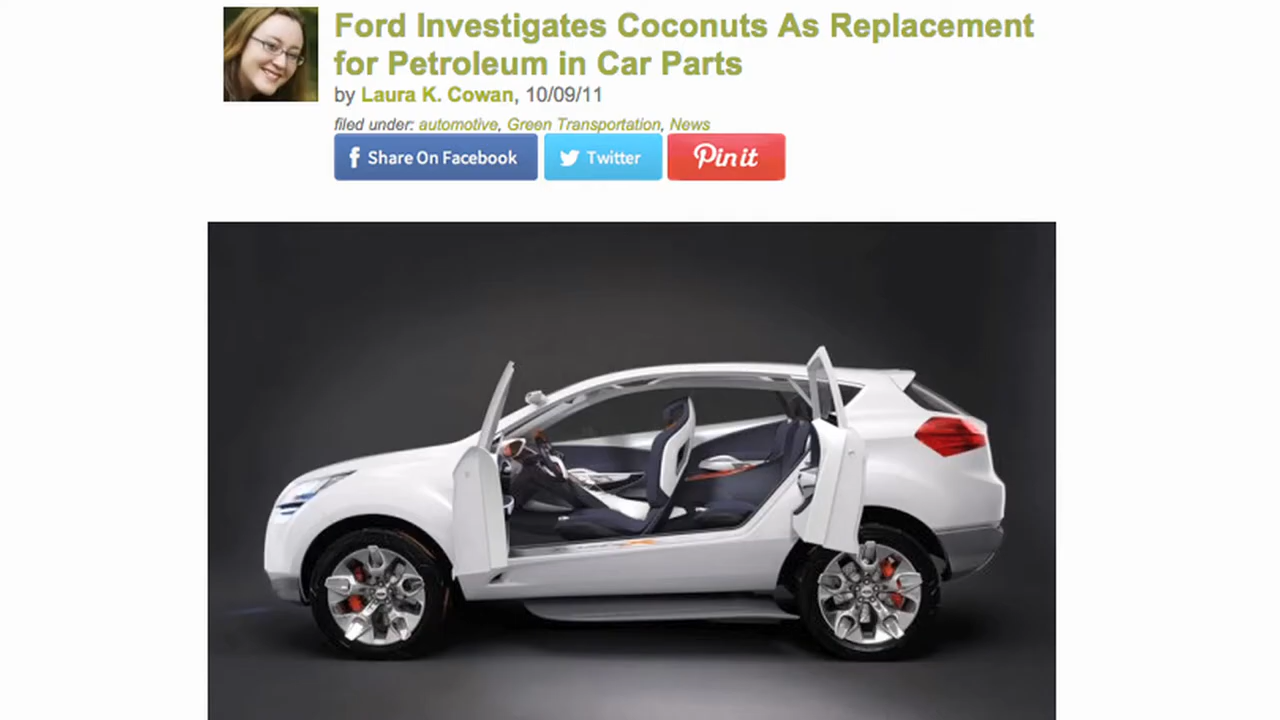 Ford Investigates Coconuts As Replacement
for Petroleum in Car Parts
by Laura K. Cowan, 10/09/11
filed under: automotive, Green Transportation, News
Share On Facebook
Twitter
Pin it